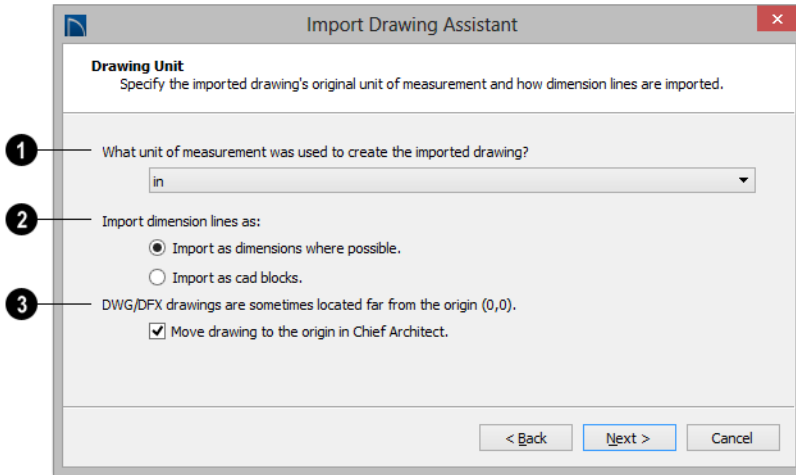 Import Drawing Assistant
Drawing Unit
Specify the imported drawing's original unit of measurement and how dimension lines are imported.
1 What unit of measurement was used to create the imported drawing?
in
2 Import dimension lines as:
Import as dimensions where possible.
Import as cad blocks.
3 DWG/DFX drawings are sometimes located far from the origin (0,0).
Move drawing to the origin in Chief Architect.
< Back Next > Cancel